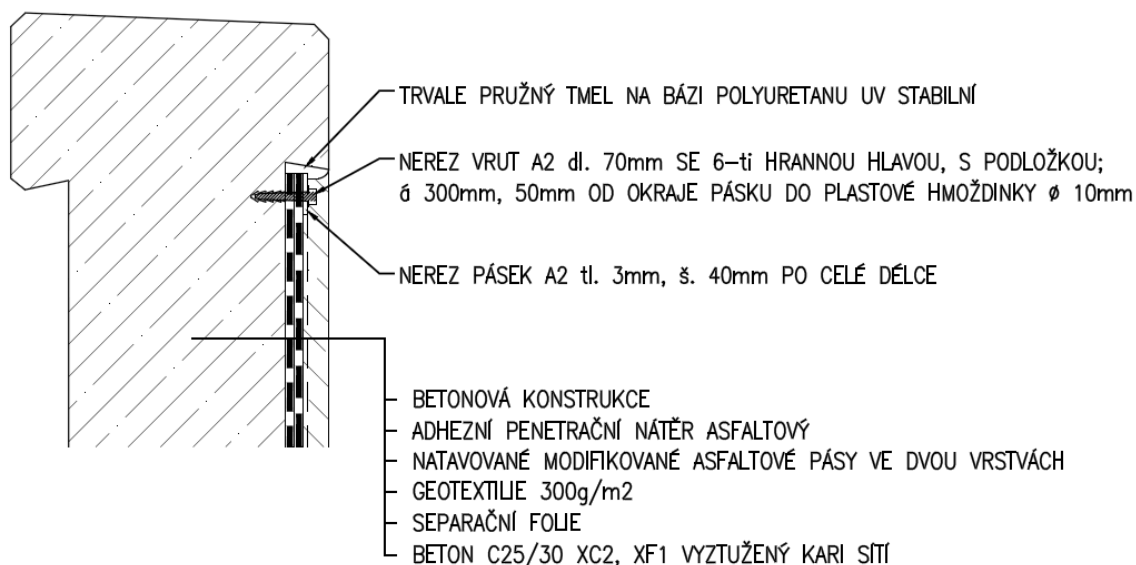 TRVALE PRUŽNÝ TMEL NA BÁZI POLYURETANU UV STABILNÍ
NEREZ VRUT A2 dl. 70mm SE 6-ti HRANNOU HLAVOU, S PODLOŽKOU;
á 300mm, 50mm OD OKRAJE PÁSKU DO PLASTOVÉ HMOŽDINKY ø 10mm
NEREZ PÁSEK A2 tl. 3mm, š. 40mm PO CELÉ DÉLCE
BETONOVÁ KONSTRUKCE
ADHEZNÍ PENETRAČNÍ NÁTĚR ASFALTOVÝ
NATAVOVANÉ MODIFIKOVANÉ ASFALTOVÉ PÁSY VE DVOU VRSTVÁCH
GEOTEXTILIE 300g/m2
SEPARAČNÍ FOLIE
BETON C25/30 XC2, XF1 VYZTUŽENÝ KARI SÍTÍ